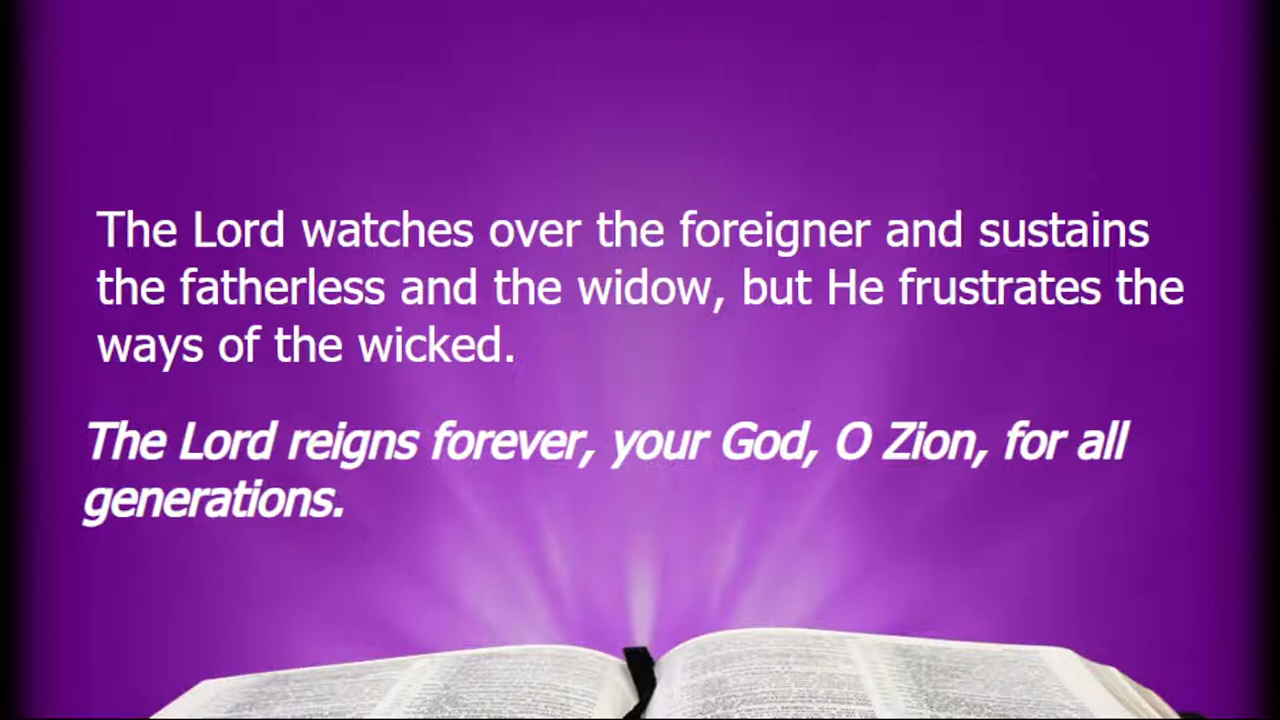 The Lord watches over the foreigner and sustains
the fatherless and the widow, but He frustrates the
ways of the wicked.
The Lord reigns forever, your God, O Zion, for all
generations.